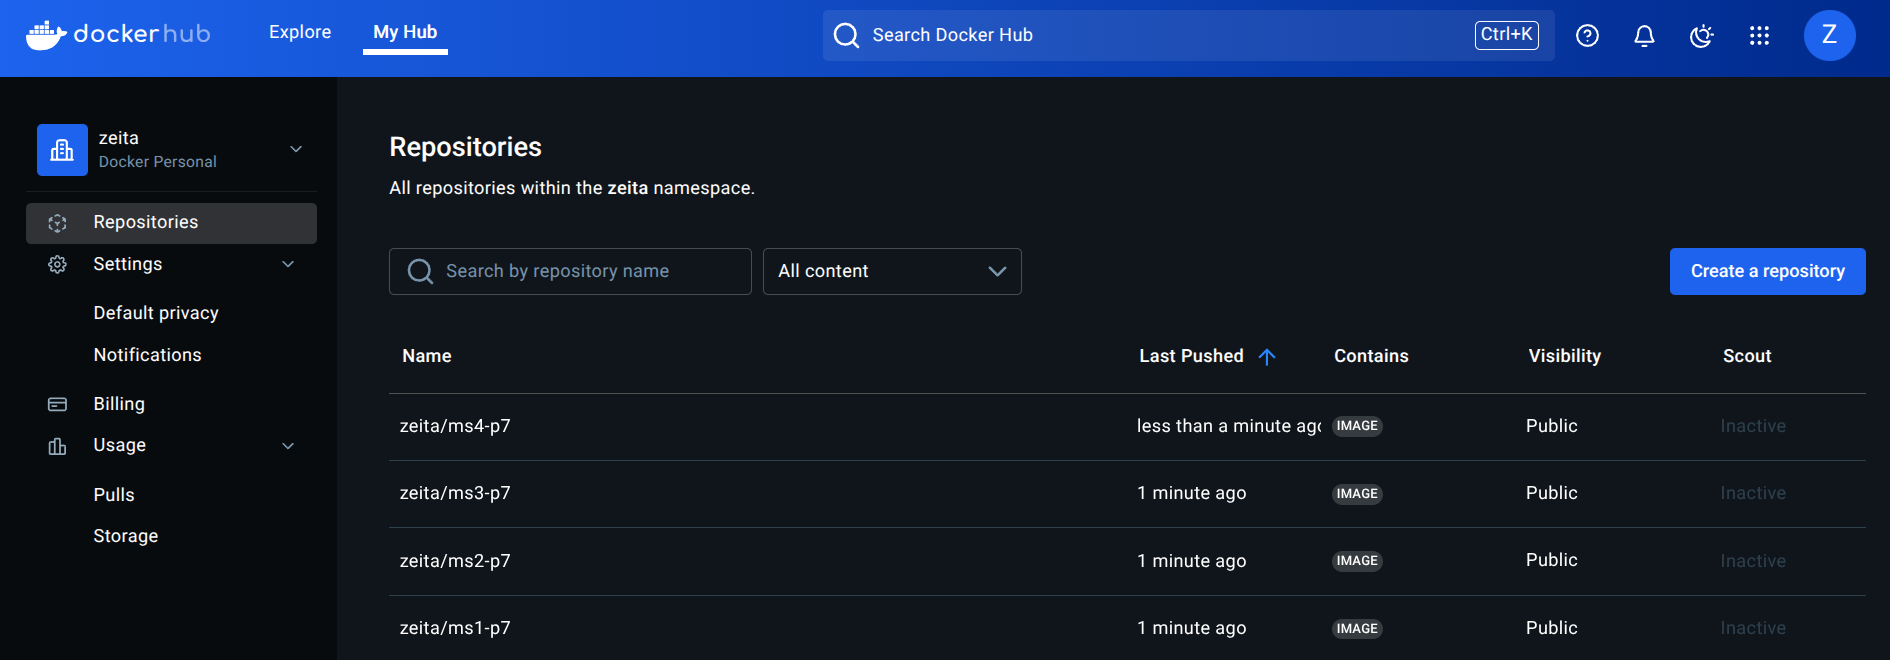 dockerhub
Explore
My Hub
Search Docker Hub
Ctrl+K
Z
zeita
Docker Personal
Repositories
Settings
Default privacy
Notifications
Billing
Usage
Pulls
Storage
Repositories
All repositories within the zeita namespace.
Search by repository name
All content
Create a repository
Name Last Pushed Contains Visibility Scout
zeita/ms4-p7 less than a minute ago IMAGE Public Inactive
zeita/ms3-p7 1 minute ago IMAGE Public Inactive
zeita/ms2-p7 1 minute ago IMAGE Public Inactive
zeita/ms1-p7 1 minute ago IMAGE Public Inactive